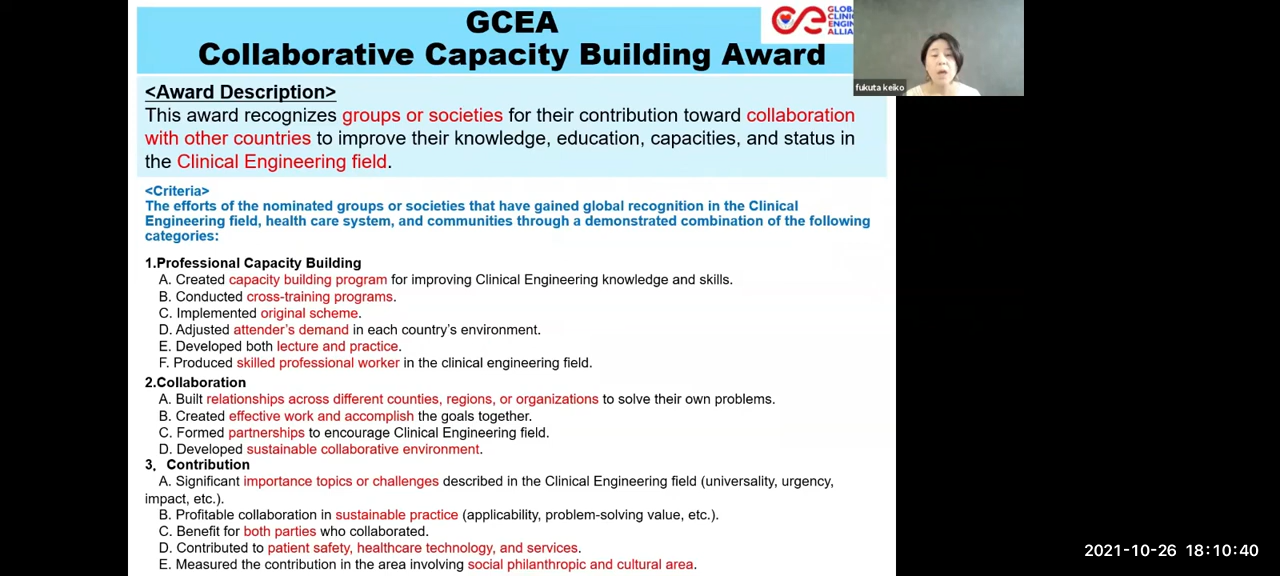 GCEA
Collaborative Capacity Building Award
GLOB
CLINIC
ENGIN
ALLIA
fukuta keiko
<Award Description>
This award recognizes groups or societies for their contribution toward collaboration
with other countries to improve their knowledge, education, capacities, and status in
the Clinical Engineering field.
<Criteria>
The efforts of the nominated groups or societies that have gained global recognition in the Clinical
Engineering field, health care system, and communities through a demonstrated combination of the following
categories:
1.Professional Capacity Building
A. Created capacity building program for improving Clinical Engineering knowledge and skills.
B. Conducted cross-training programs.
C. Implemented original scheme.
D. Adjusted attender's demand in each country's environment.
E. Developed both lecture and practice.
F. Produced skilled professional worker in the clinical engineering field.
2.Collaboration
A. Built relationships across different counties, regions, or organizations to solve their own problems.
B. Created effective work and accomplish the goals together.
C. Formed partnerships to encourage Clinical Engineering field.
D. Developed sustainable collaborative environment.
3、 Contribution
A. Significant importance topics or challenges described in the Clinical Engineering field (universality, urgency,
impact, etc.).
B. Profitable collaboration in sustainable practice (applicability, problem-solving value, etc.).
C. Benefit for both parties who collaborated.
D. Contributed to patient safety, healthcare technology, and services.
E. Measured the contribution in the area involving social philanthropic and cultural area.
2021-10-26 18:10:40